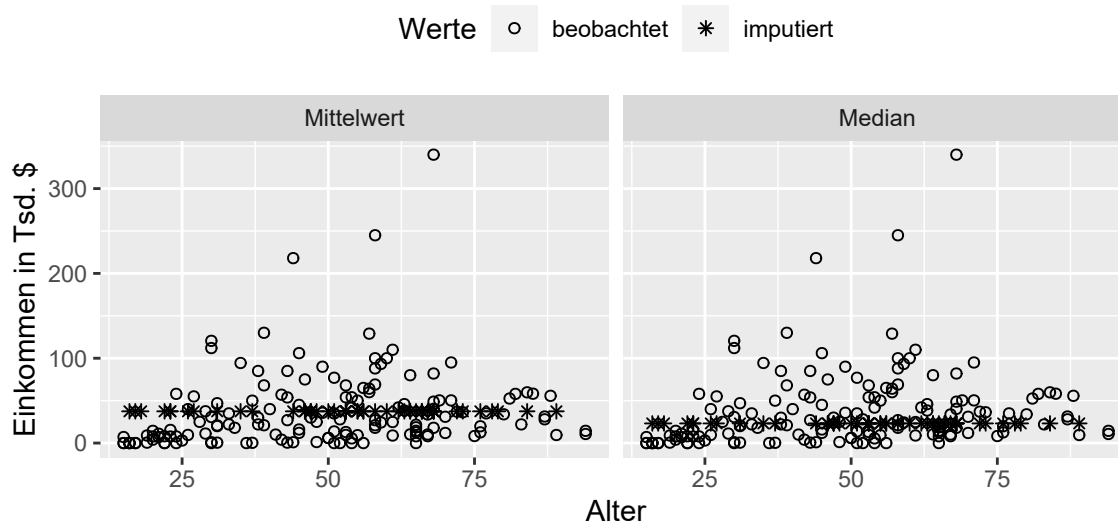 Werte beobachtet imputiert
Mittelwert Median
Einkommen in Tsd. $
300
200
100
0
25 50 75 25 50 75
Alter